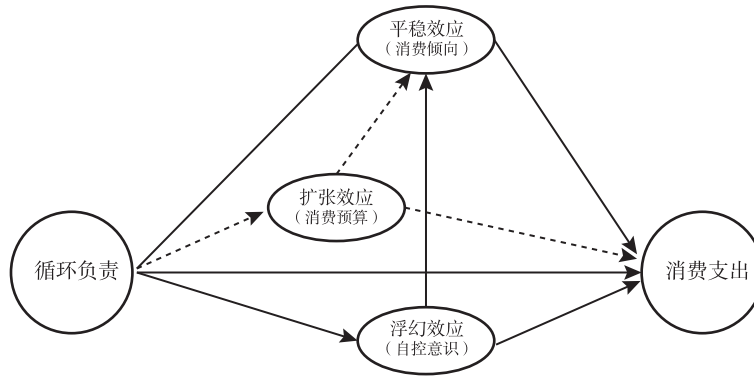 平稳效应
（消费倾向）
扩张效应
（消费预算）
循环负责
消费支出
浮幻效应
（自控意识）